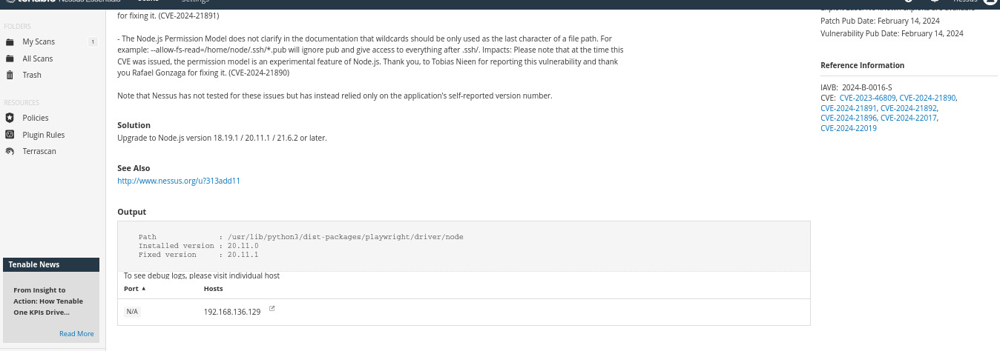 tenable Nessus Essentials Scans Settings nessus
FOLDERS
My Scans 1
All Scans
Trash
RESOURCES
Policies
Plugin Rules
Terrascan
Tenable News
From Insight to
Action: How Tenable
One KPIs Drive...
Read More
for fixing it. (CVE-2024-21891)
- The Node.js Permission Model does not clarify in the documentation that wildcards should be only used as the last character of a file path. For
example: --allow-fs-read=/home/node/.ssh/*.pub will ignore pub and give access to everything after .ssh/. Impacts: Please note that at the time this
CVE was issued, the permission model is an experimental feature of Node.js. Thank you, to Tobias Nieen for reporting this vulnerability and thank
you Rafael Gonzaga for fixing it. (CVE-2024-21890)
Note that Nessus has not tested for these issues but has instead relied only on the application's self-reported version number.
Solution
Upgrade to Node.js version 18.19.1 / 20.11.1 / 21.6.2 or later.
See Also
http://www.nessus.org/u?313add11
Output
Path : /usr/lib/python3/dist-packages/playwright/driver/node
Installed version : 20.11.0
Fixed version : 20.11.1
To see debug logs, please visit individual host
Port ▲ Hosts
N/A 192.168.136.129
Patch Pub Date: February 14, 2024
Vulnerability Pub Date: February 14, 2024
Reference Information
IAVB: 2024-B-0016-S
CVE: CVE-2023-46809, CVE-2024-21890,
CVE-2024-21891, CVE-2024-21892,
CVE-2024-21896, CVE-2024-22017,
CVE-2024-22019